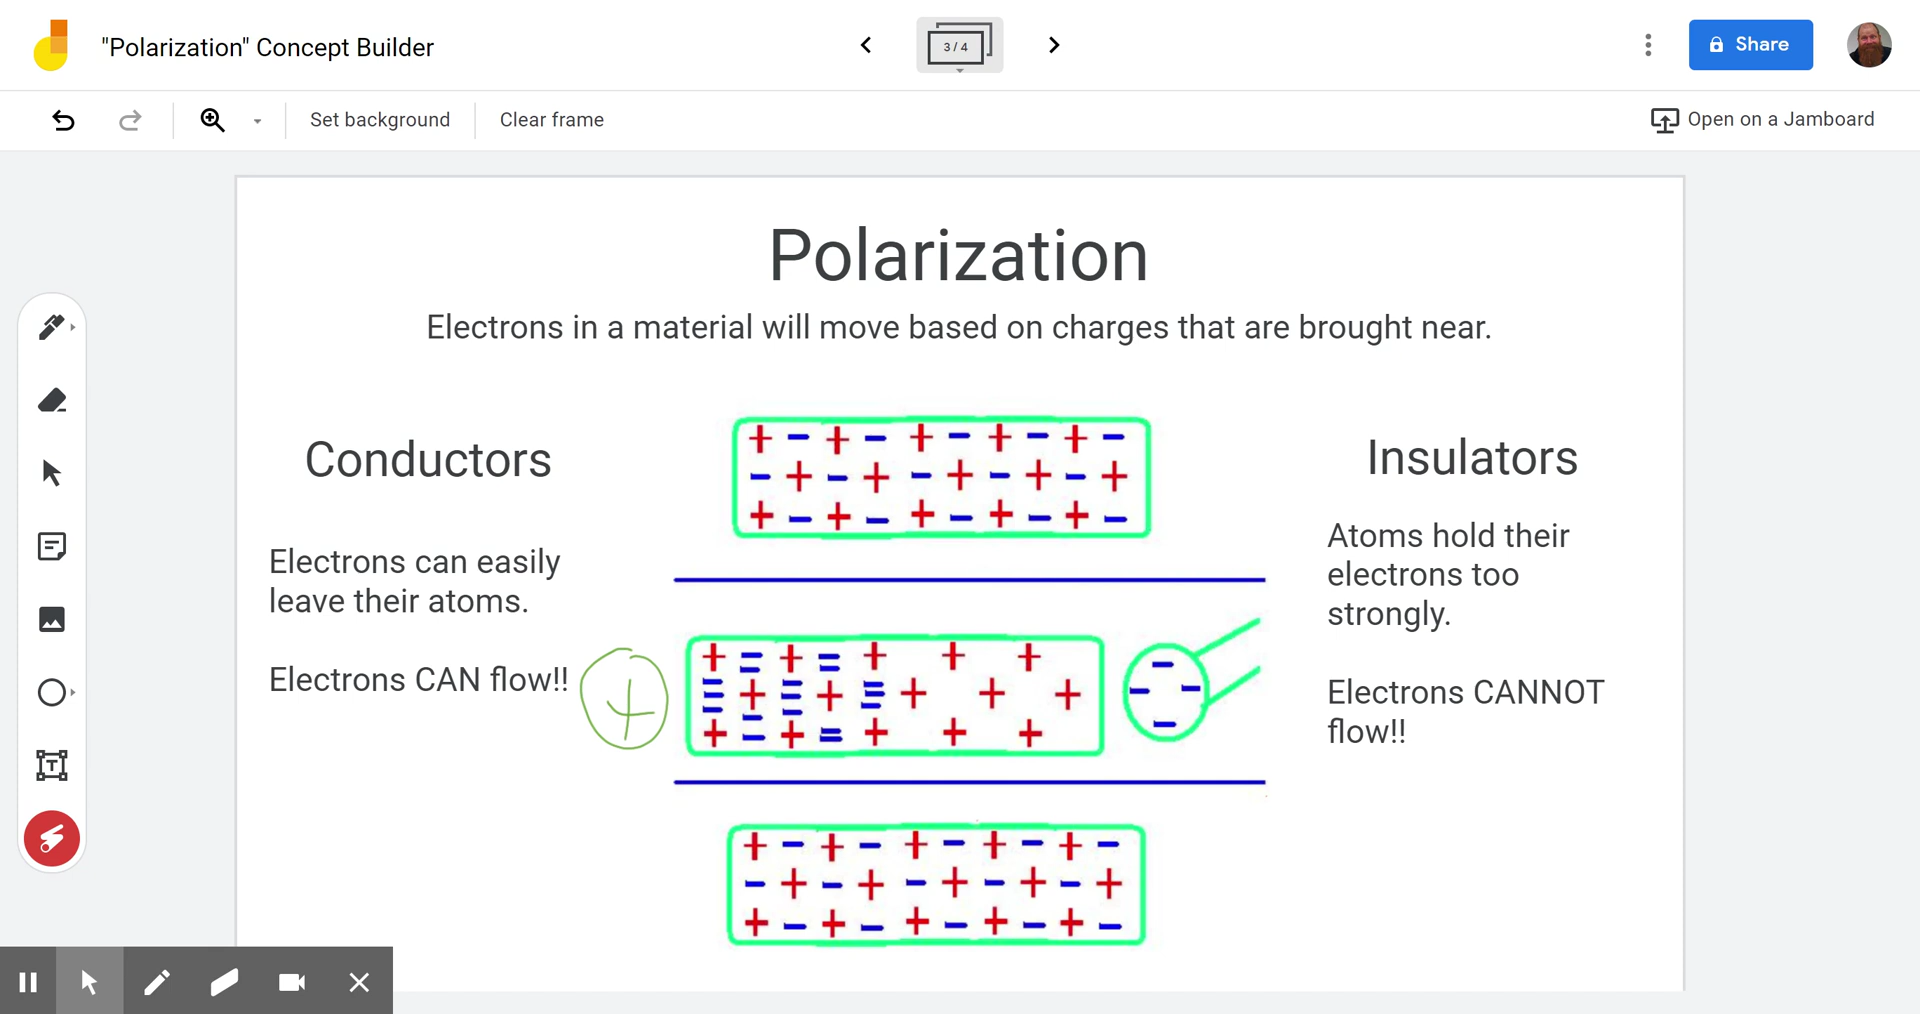 "Polarization" Concept Builder
3 / 4
Share
Set background
Clear frame
Open on a Jamboard
Polarization
Electrons in a material will move based on charges that are brought near.
Conductors
Electrons can easily
leave their atoms.
Electrons CAN flow!!
+ - + - + - + - + -
- + - + - + - + - +
+ - + - + - + - + -
+
+ = + = + + +
≡ + ≡ + ≡ + + +
+ = + = + + +
-
- -
-
+ - + - + - + - + -
- + - + - + - + - +
+ - + - + - + - + -
Insulators
Atoms hold their
electrons too
strongly.
Electrons CANNOT
flow!!